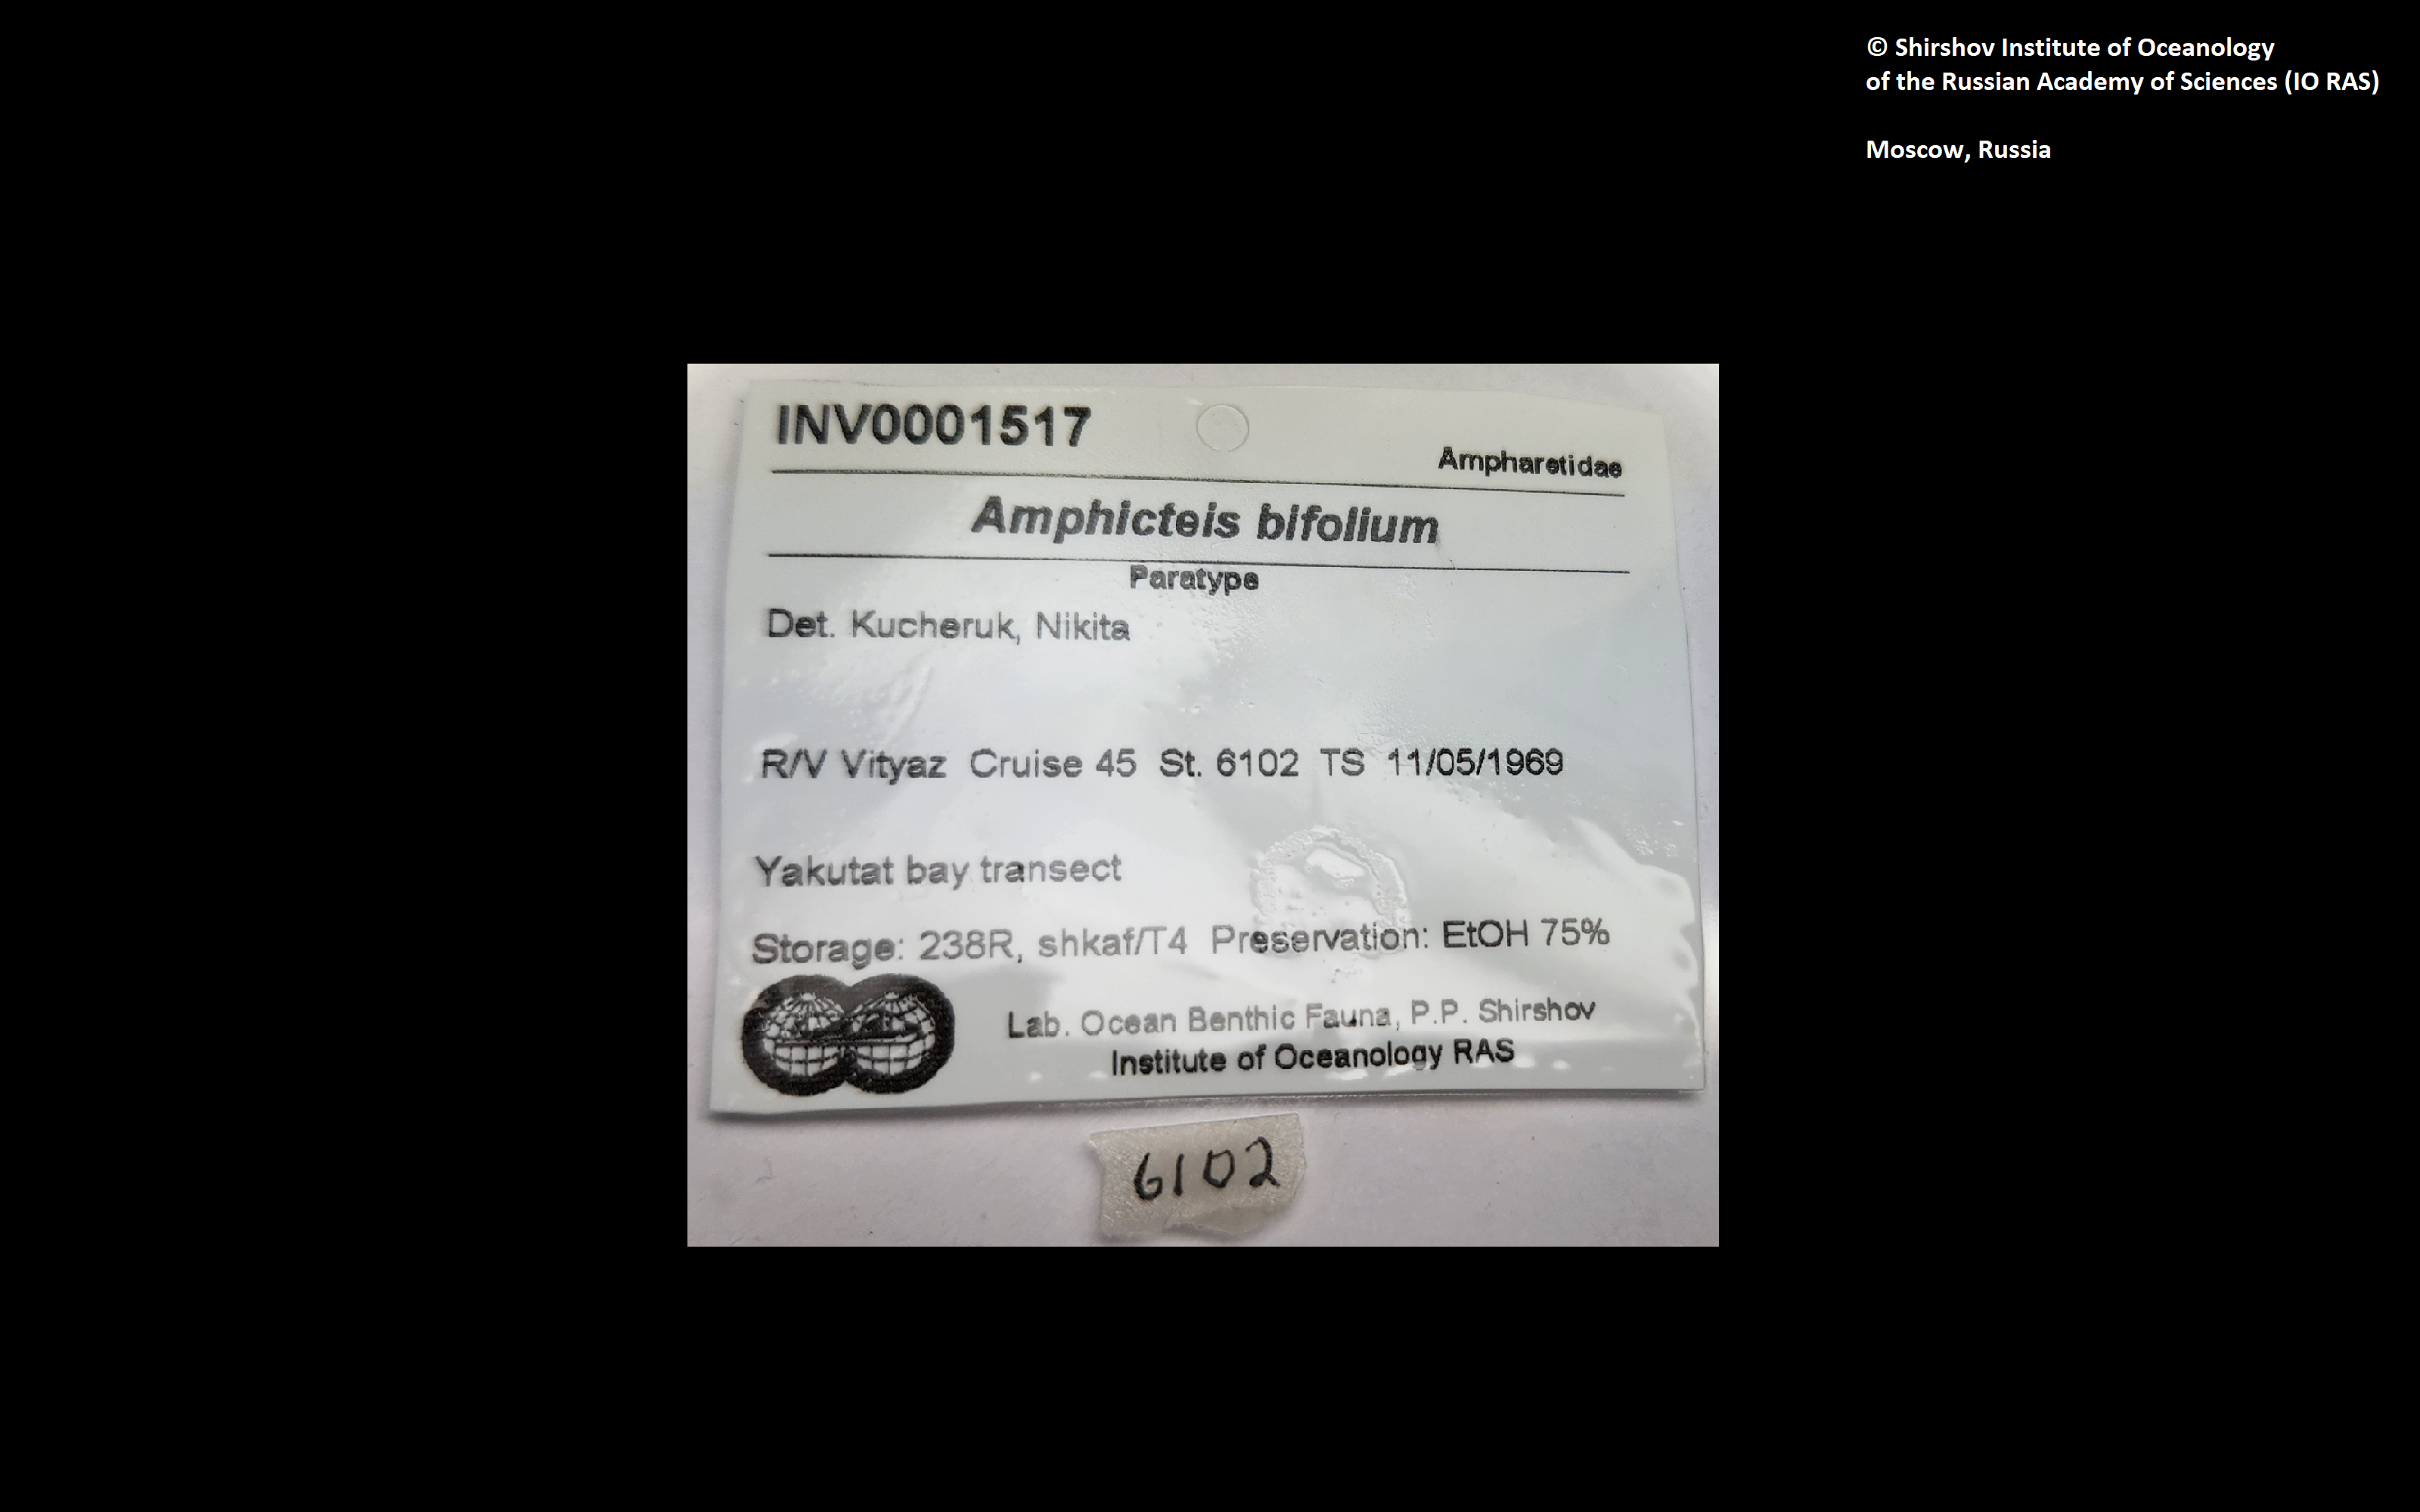 © Shirshov Institute of Oceanology
of the Russian Academy of Sciences (IO RAS)
Moscow, Russia
INV0001517
Ampharetidae
Amphicteis bifolium
Paratype
Det. Kucheruk, Nikita
R/V Vityaz Cruise 45 St. 6102 TS 11/05/1969
Yakutat bay transect
Storage: 238R, shkaf/T4 Preservation: EtOH 75%
Lab. Ocean Benthic Fauna, P.P. Shirshov
Institute of Oceanology RAS
6102